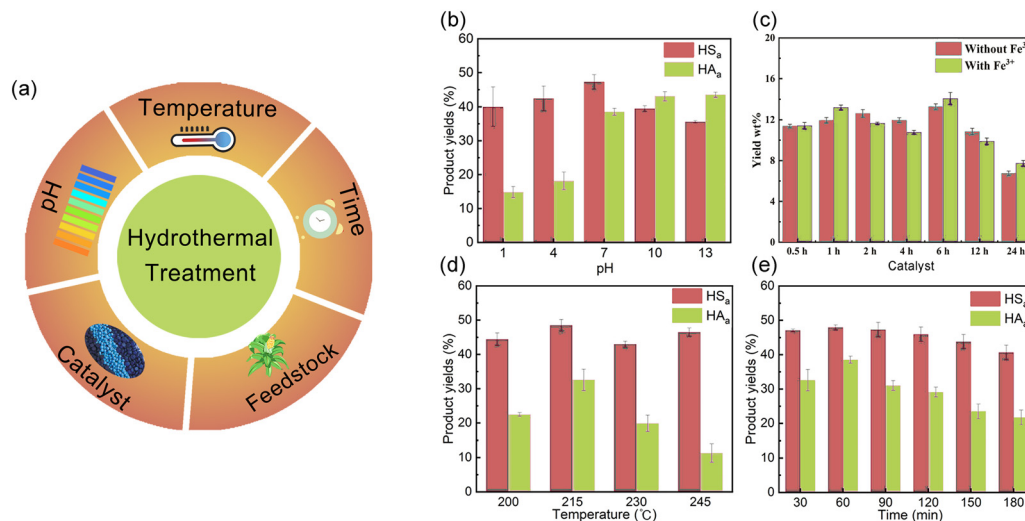 (a)
Temperature
Time
Feedstock
Catalyst
pH
Hydrothermal
Treatment
(b)
Product yields (%)
60
50
40
30
20
10
0
HSa
HAa
1 4 7 10 13
pH
(c)
Yield wt%
20
16
12
8
4
0
Without Fe3
With Fe3+
0.5 h 1 h 2 h 4 h 6 h 12 h 24 h
Catalyst
(d)
Product yields (%)
60
50
40
30
20
10
0
HSa
HAa
200 215 230 245
Temperature (℃)
(e)
Product yields (%)
60
50
40
30
20
10
0
HSa
HAa
30 60 90 120 150 180
Time (min)